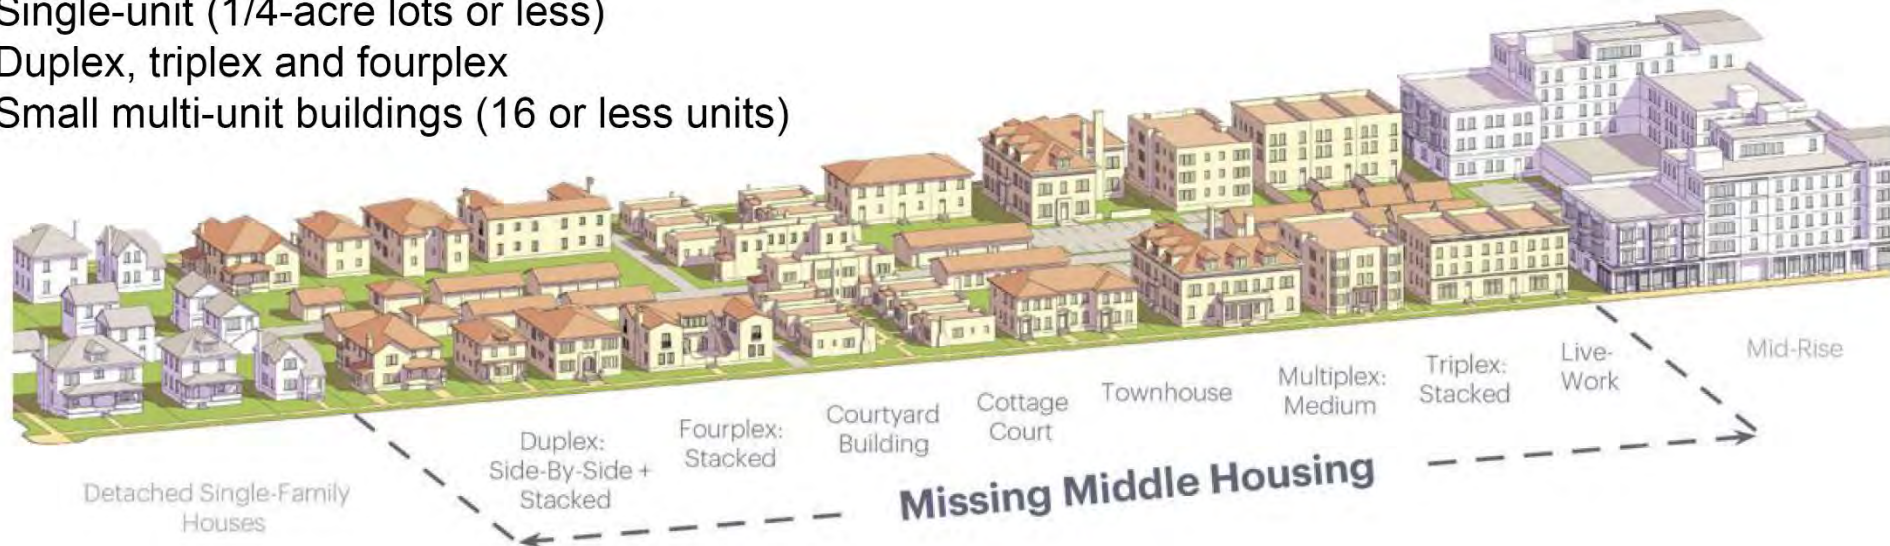 Single-unit (1/4-acre lots or less)
Duplex, triplex and fourplex
Small multi-unit buildings (16 or less units)
Detached Single-Family
Houses
Duplex:
Side-By-Side +
Stacked
Fourplex:
Stacked
Courtyard
Building
Cottage
Court
Townhouse
Multiplex:
Medium
Triplex:
Stacked
Live-
Work
Mid-Rise
Missing Middle Housing